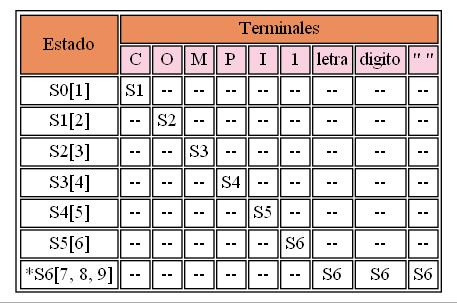 Estado Terminales
C O M P I 1 letra digito " "
S0[1] S1 -- -- -- -- -- -- -- --
S1[2] -- S2 -- -- -- -- -- -- --
S2[3] -- -- S3 -- -- -- -- -- --
S3[4] -- -- -- S4 -- -- -- -- --
S4[5] -- -- -- -- S5 -- -- -- --
S5[6] -- -- -- -- -- S6 -- -- --
*S6[7, 8, 9] -- -- -- -- -- -- S6 S6 S6